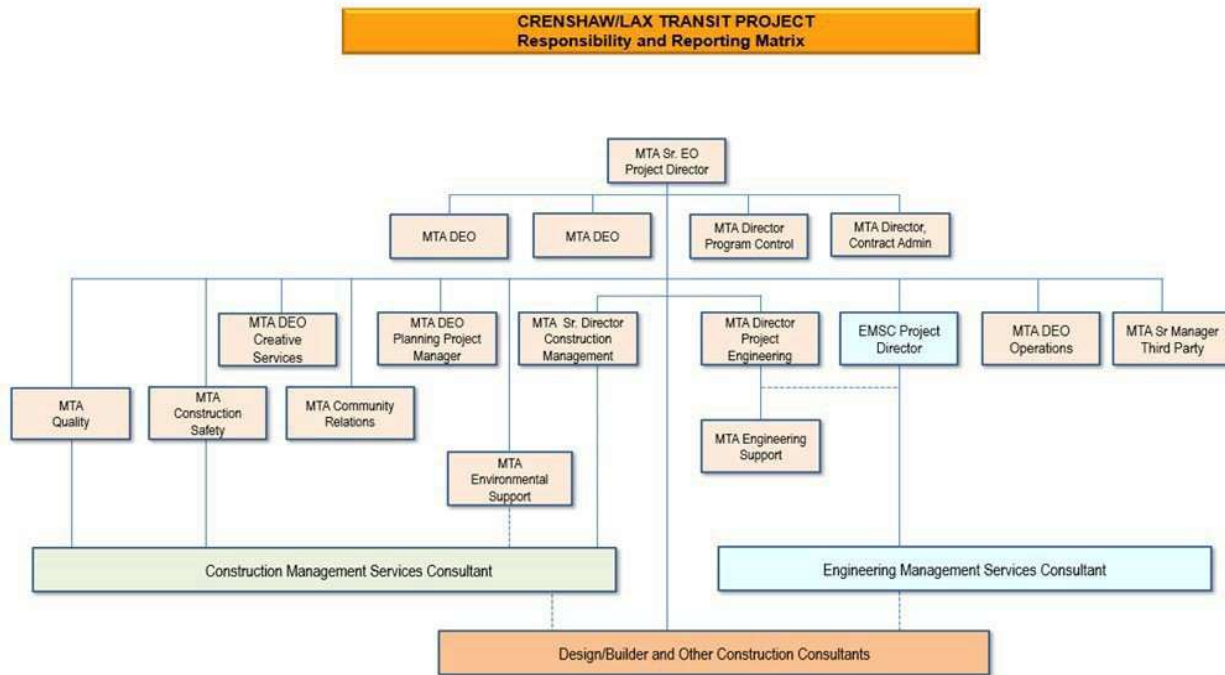 CRENSHAW/LAX TRANSIT PROJECT
Responsibility and Reporting Matrix
MTA Sr. EO
Project Director
MTA DEO
MTA DEO
MTA Director
Program Control
MTA Director,
Contract Admin
MTA DEO
Creative
Services
MTA DEO
Planning Project
Manager
MTA Sr. Director
Construction
Management
MTA Director
Project
Engineering
EMSC Project
Director
MTA DEO
Operations
MTA Sr Manager
Third Party
MTA
Quality
MTA
Construction
Safety
MTA Community
Relations
MTA Engineering
Support
MTA
Environmental
Support
Construction Management Services Consultant
Engineering Management Services Consultant
Design/Builder and Other Construction Consultants